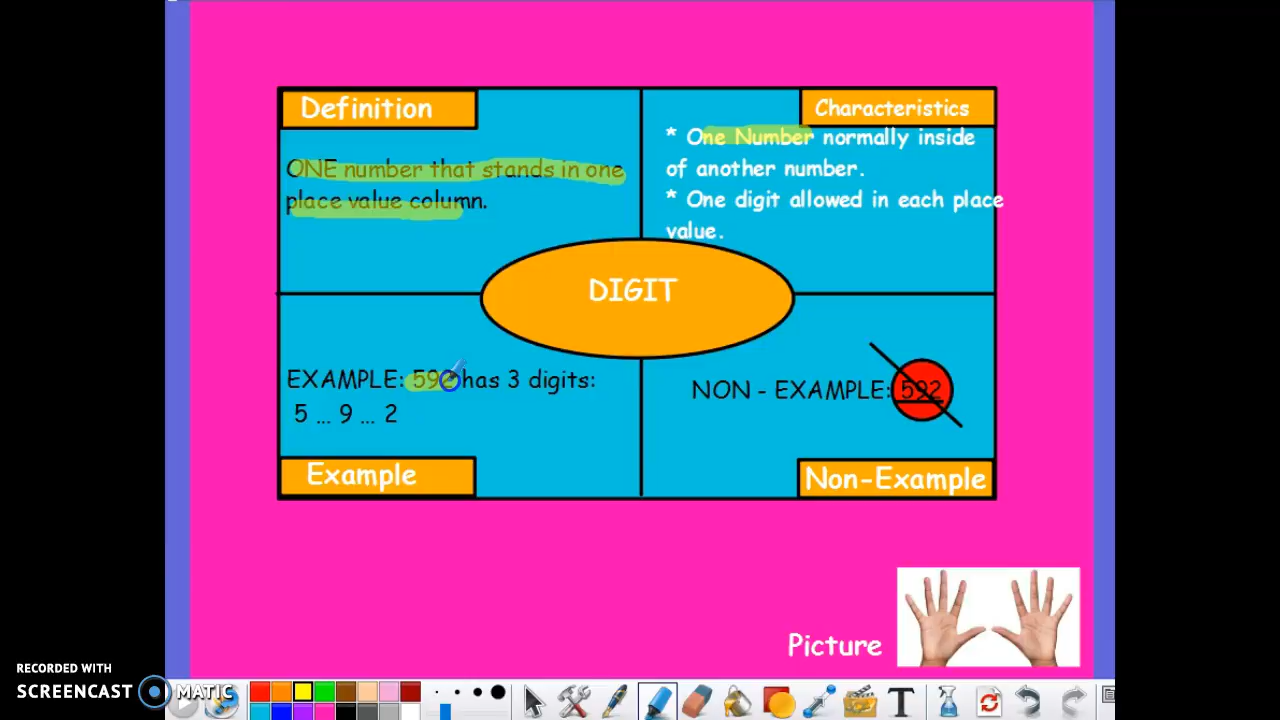 Definition
ONE number that stands in one
place value column.
Characteristics
* One Number normally inside
of another number.
* One digit allowed in each place
value.
DIGIT
EXAMPLE: 592 has 3 digits:
5 ... 9 ... 2
Example
NON - EXAMPLE: 592
Non-Example
Picture
RECORDED WITH
SCREENCAST MATIC
T